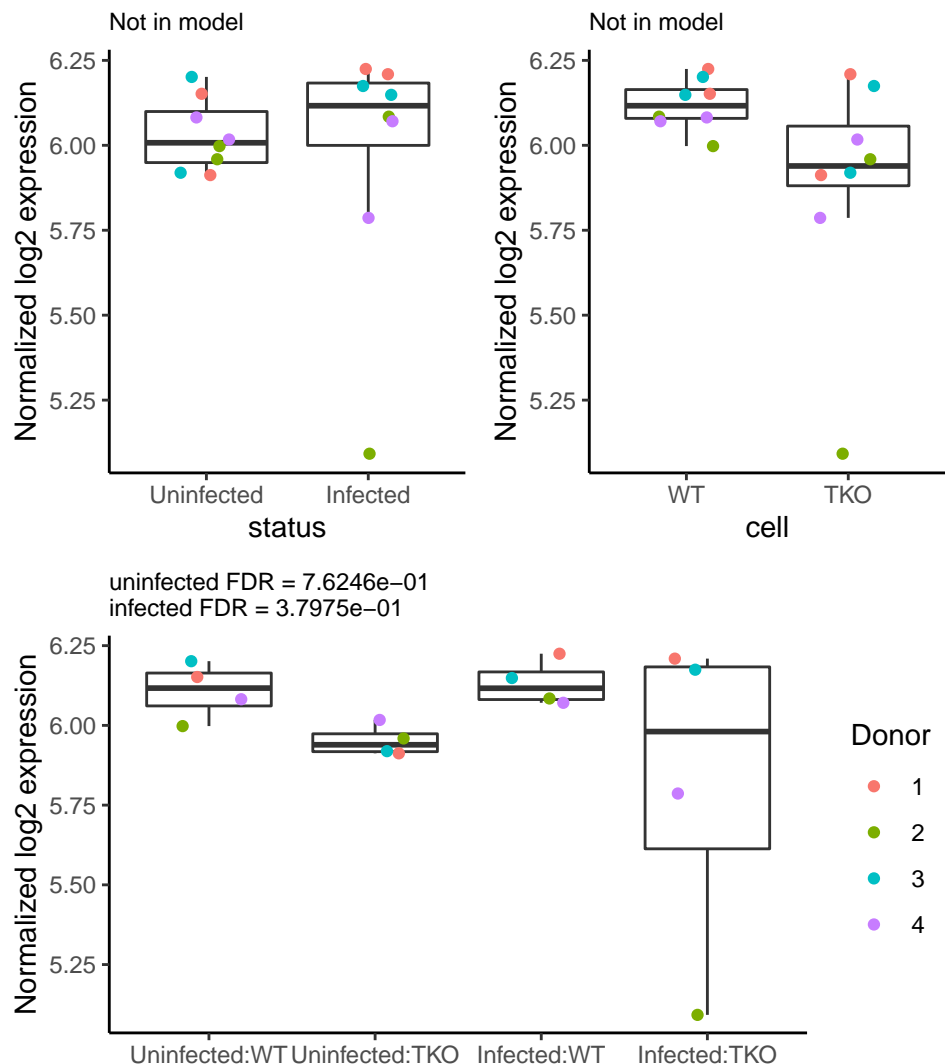 Not in model
Normalized log2 expression
6.25
6.00
5.75
5.50
5.25
Uninfected
Infected
status
Not in model
Normalized log2 expression
6.25
6.00
5.75
5.50
5.25
WT
TKO
cell
uninfected FDR = 7.6246e−01
infected FDR = 3.7975e−01
Normalized log2 expression
6.25
6.00
5.75
5.50
5.25
Uninfected:WT
Uninfected:TKO
Infected:WT
Infected:TKO
Donor
1
2
3
4